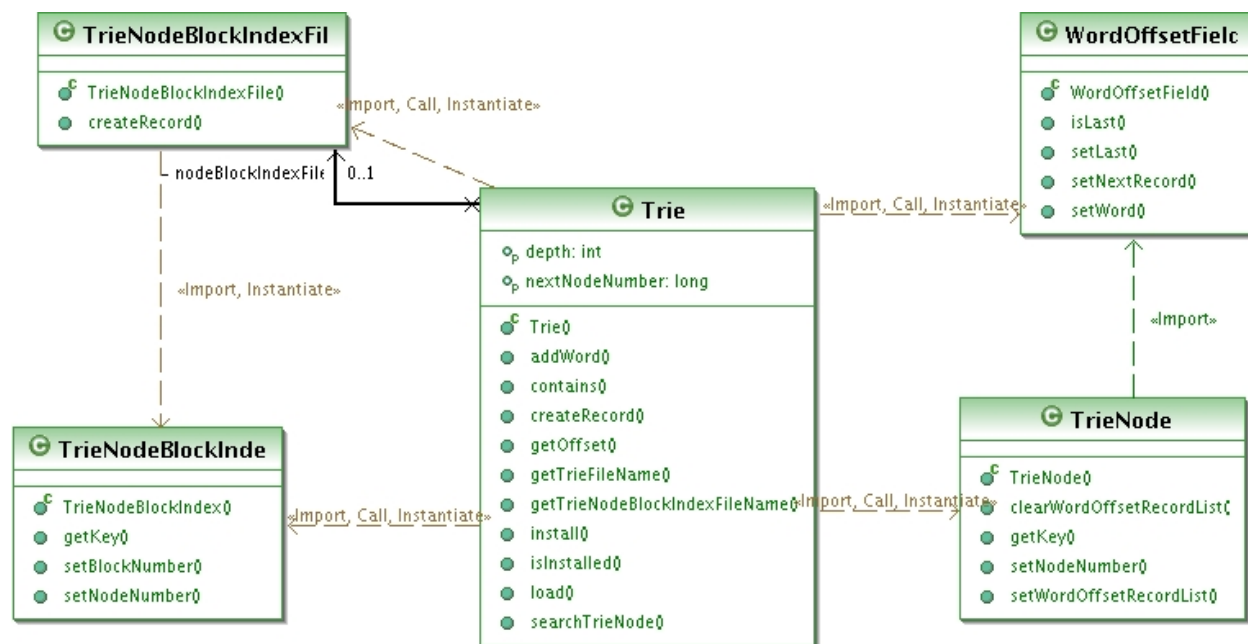 TrieNodeBlockIndexFil
TrieNodeBlockIndexFile()
createRecord()
«Import, Call, Instantiate»
nodeBlockIndexFile
0..1
«Import, Instantiate»
TrieNodeBlockInde
TrieNodeBlockIndex()
getKey()
setBlockNumber()
setNodeNumber()
«Import, Call, Instantiate»
Trie
depth: int
nextNodeNumber: long
Trie()
addWord()
contains()
createRecord()
getOffset()
getTrieFileName()
getTrieNodeBlockIndexFileName()
install()
isInstalled()
load()
searchTrieNode()
«Import, Call, Instantiate»
WordOffsetField
WordOffsetField()
isLast()
setLast()
setNextRecord()
setWord()
«Import»
«Import, Call, Instantiate»
TrieNode
TrieNode()
clearWordOffsetRecordList(
getKey()
setNodeNumber()
setWordOffsetRecordList()